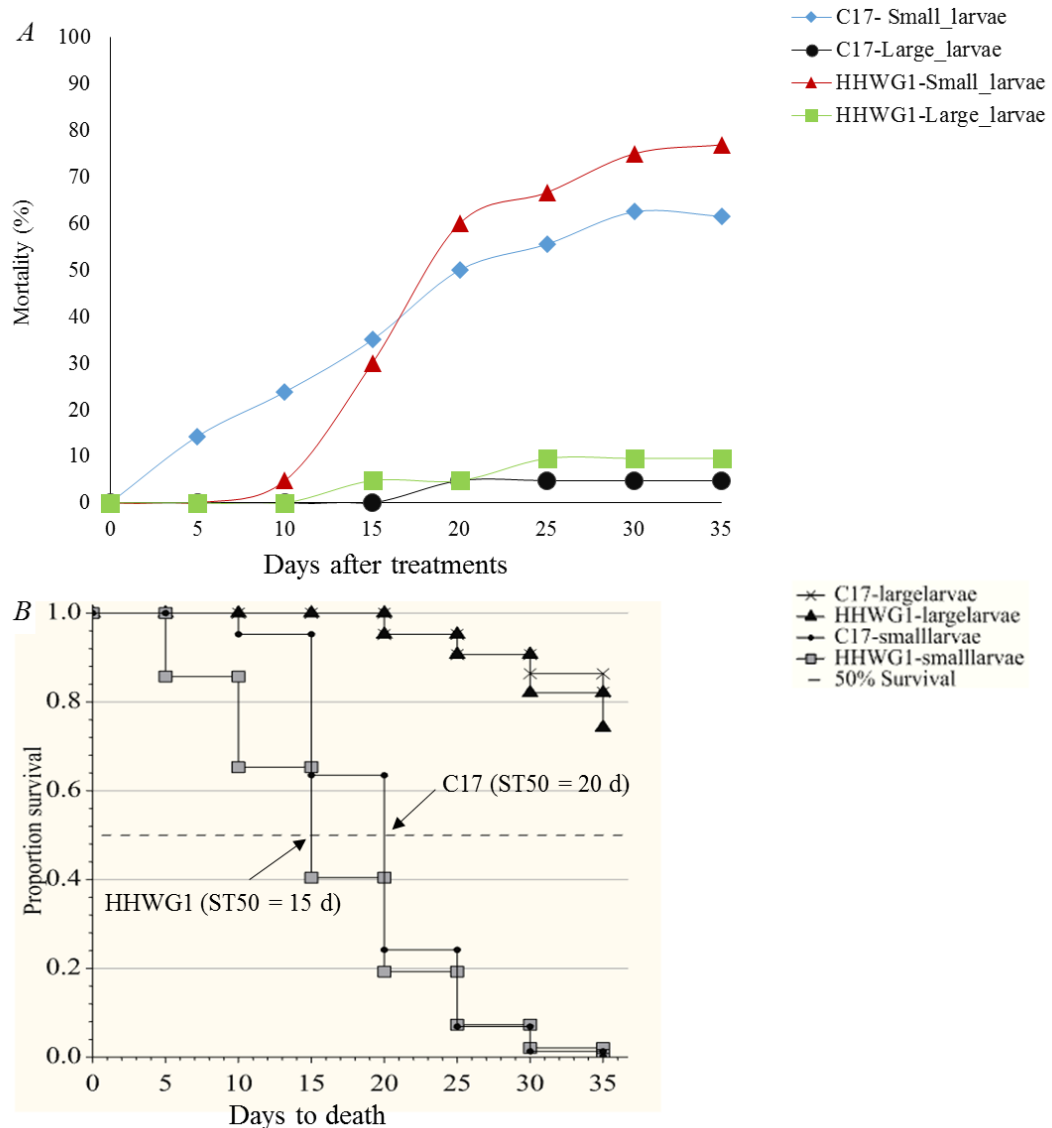 A
100
90
80
70
60
50
40
30
20
10
0
Mortality (%)
0 5 10 15 20 25 30 35
Days after treatments
C17- Small_larvae
C17-Large_larvae
HHWG1-Small_larvae
HHWG1-Large_larvae
B
1.0
0.8
0.6
0.4
0.2
0.0
Proportion survival
C17 (ST50 = 20 d)
HHWG1 (ST50 = 15 d)
0 5 10 15 20 25 30 35
Days to death
C17-largelarvae
HHWG1-largelarvae
C17-smalllarvae
HHWG1-smalllarvae
50% Survival